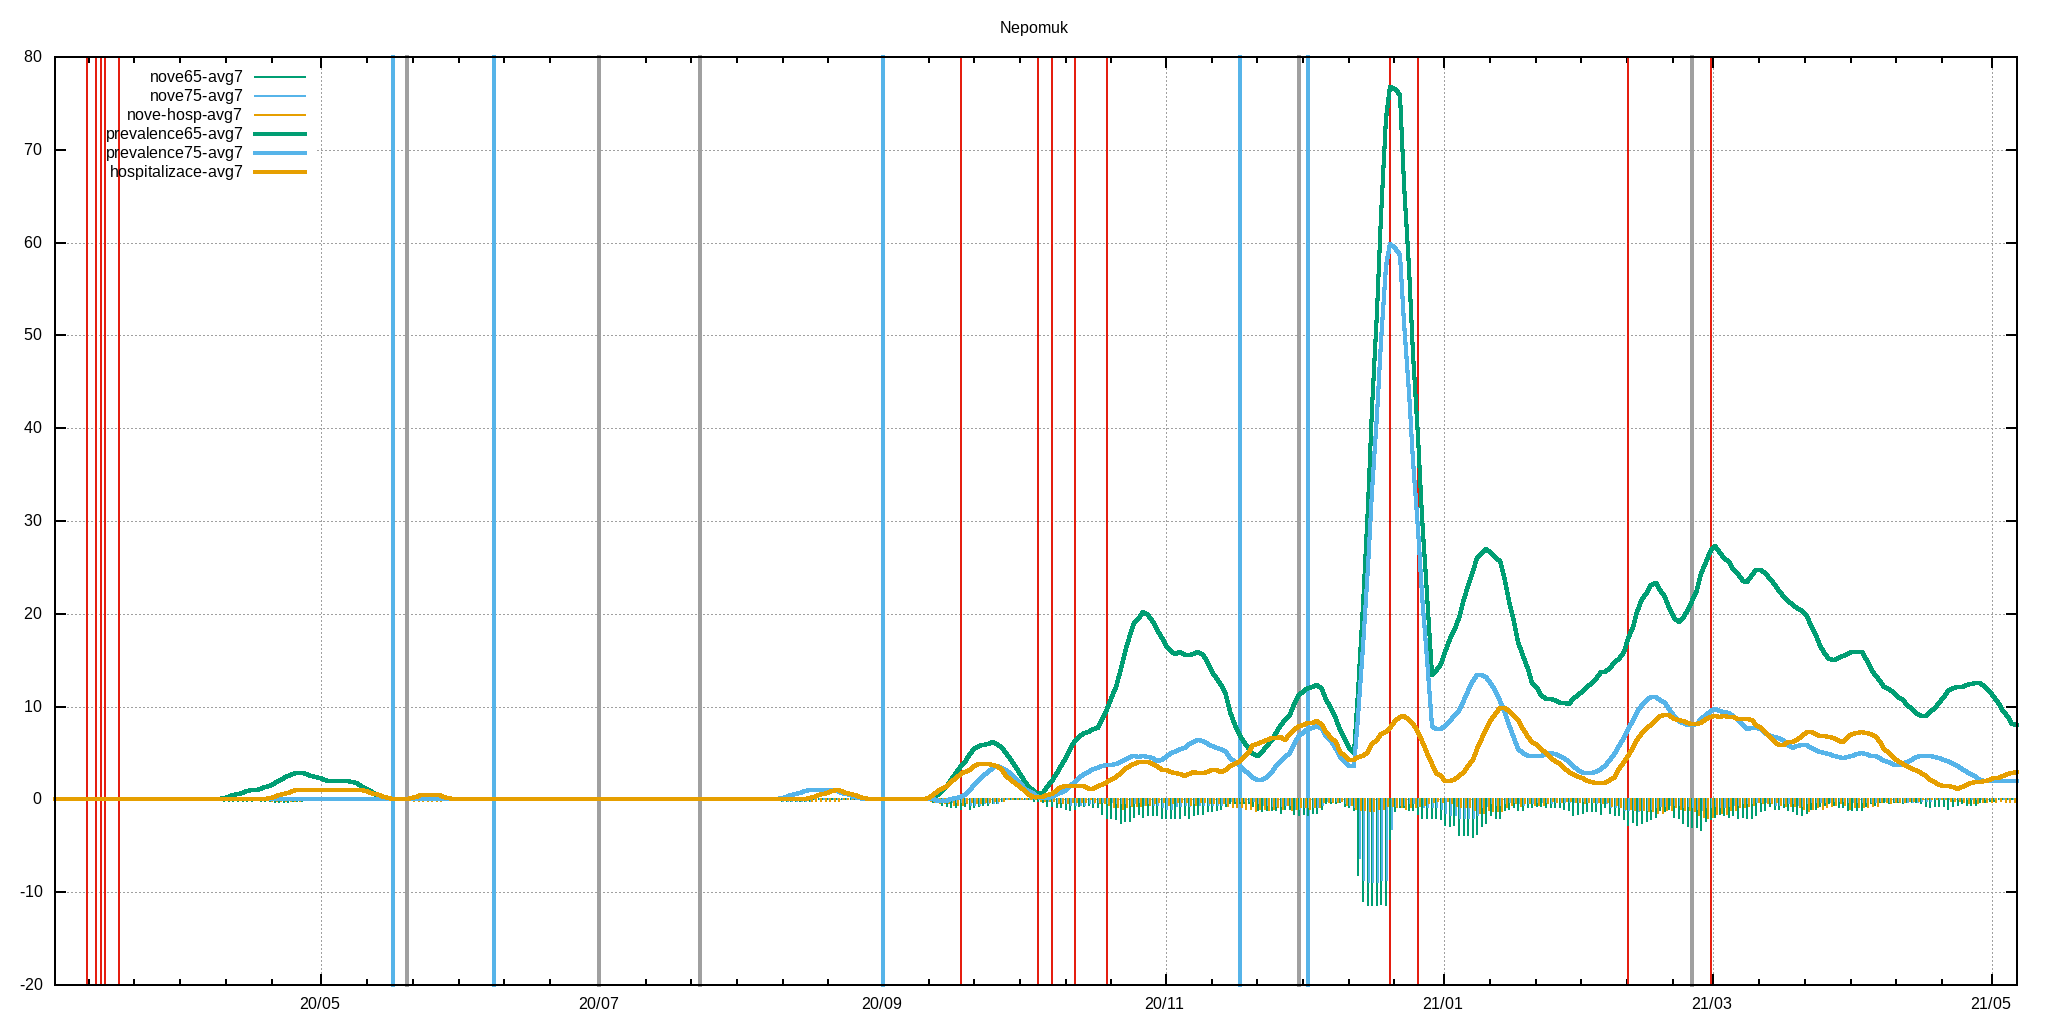 Nepomuk
80
70
60
50
40
30
20
10
0
-10
-20
nove65-avg7
nove75-avg7
nove-hosp-avg7
prevalence65-avg7
prevalence75-avg7
hospitalizace-avg7
20/05 20/07 20/09 20/11 21/01 21/03 21/05